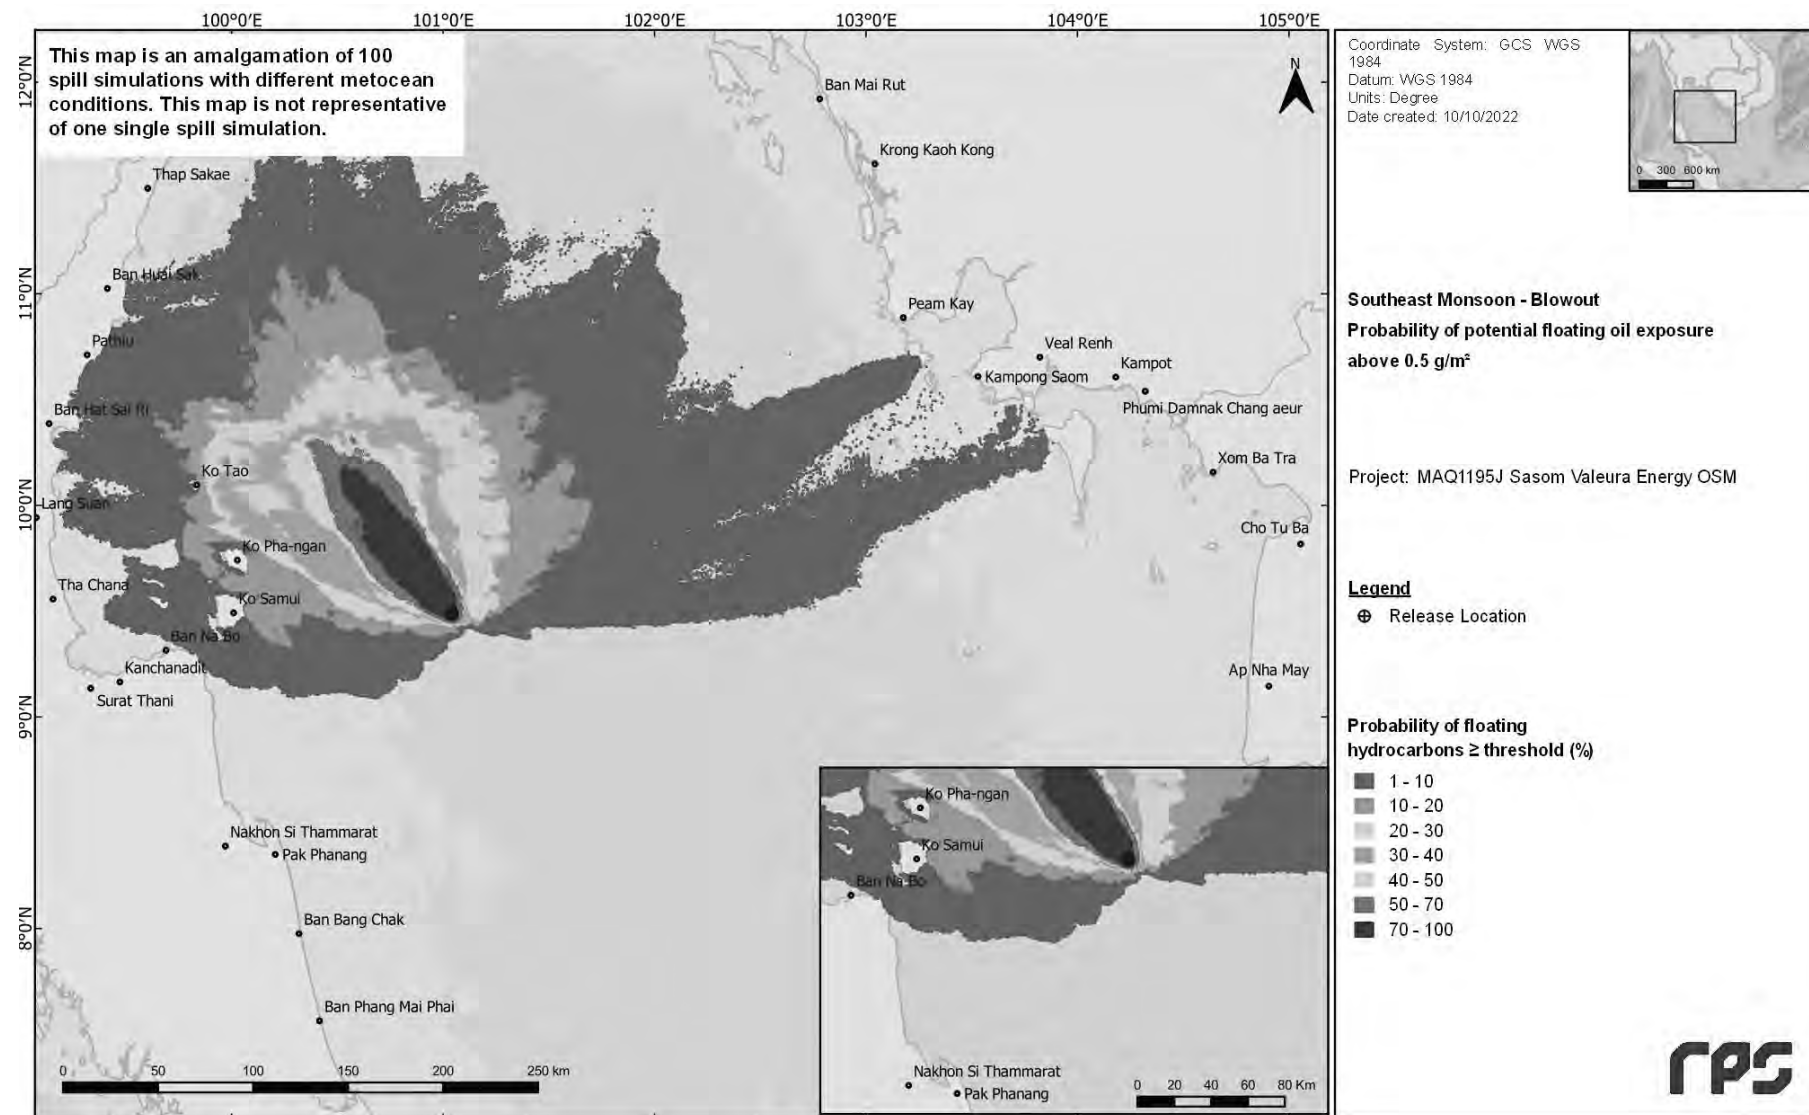 100°0'E
101°0'E
102°0'E
103°0'E
104°0'E
105°0'E
12°0'N
11°0'N
10°0'N
9°0'N
8°0'N
This map is an amalgamation of 100
spill simulations with different metocean
conditions. This map is not representative
of one single spill simulation.
N
Ban Mai Rut
Krong Kaoh Kong
Thap Sakae
Ban Huai Sak
Peam Kay
Pathiu
Veal Renh
Kampot
Kampong Saom
Phumi Damnak Chang aeur
Ban Hat Sai Ri
Xom Ba Tra
Ko Tao
Lang Suan
Cho Tu Ba
Ko Pha-ngan
Tha Chana
Ko Samui
Ban Na Bo
Kanchanadit
Surat Thani
Ap Nha May
Nakhon Si Thammarat
Pak Phanang
Ban Bang Chak
Ban Phang Mai Phai
0 50 100 150 200 250 km
Ko Pha-ngan
Ko Samui
Ban Na Bo
Nakhon Si Thammarat
Pak Phanang
0 20 40 60 80 Km
Coordinate System: GCS WGS
1984
Datum: WGS 1984
Units: Degree
Date created: 10/10/2022
0 300 600 km
Southeast Monsoon - Blowout
Probability of potential floating oil exposure
above 0.5 g/m²
Project: MAQ1195J Sasom Valeura Energy OSM
Legend
Release Location
Probability of floating
hydrocarbons ≥ threshold (%)
1 - 10
10 - 20
20 - 30
30 - 40
40 - 50
50 - 70
70 - 100
rps